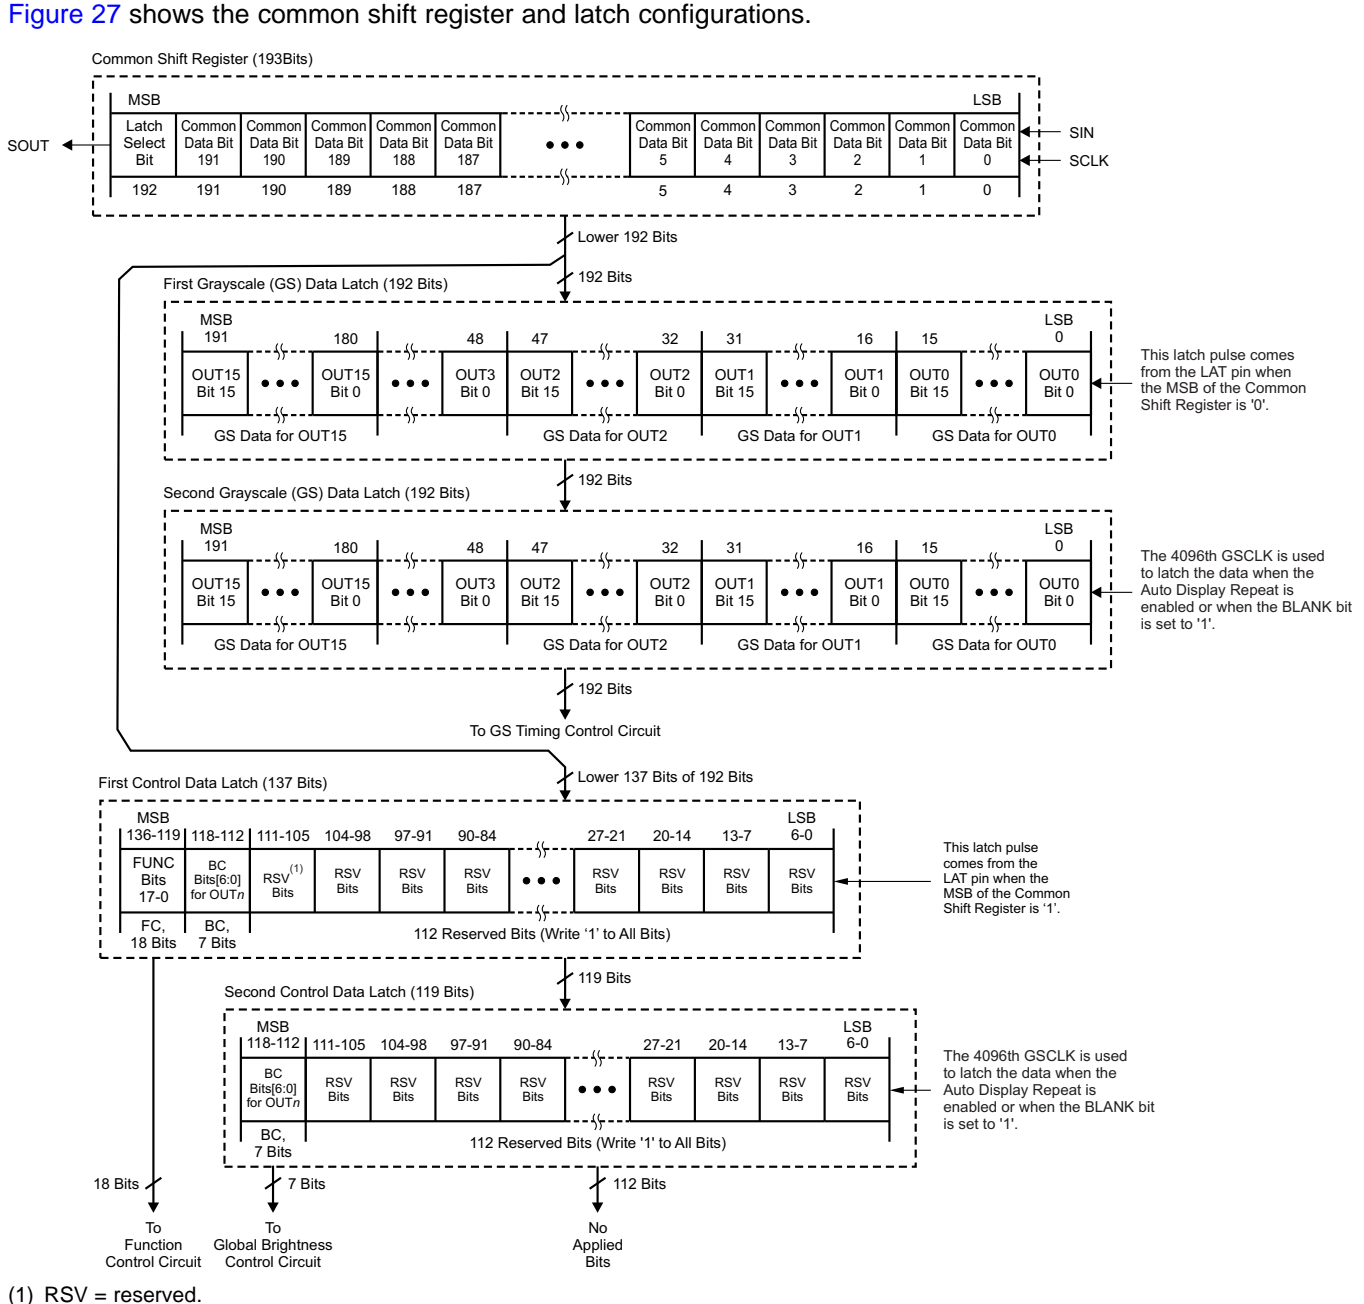 Figure 27 shows the common shift register and latch configurations.
Common Shift Register (193Bits)
MSB
LSB
Latch Select Bit
Common Data Bit 191
Common Data Bit 190
Common Data Bit 189
Common Data Bit 188
Common Data Bit 187
Common Data Bit 5
Common Data Bit 4
Common Data Bit 3
Common Data Bit 2
Common Data Bit 1
Common Data Bit 0
SOUT
SIN
SCLK
192 191 190 189 188 187 5 4 3 2 1 0
Lower 192 Bits
192 Bits
First Grayscale (GS) Data Latch (192 Bits)
MSB
LSB
191 180 48 47 32 31 16 15 0
OUT15 Bit 15
OUT15 Bit 0
OUT3 Bit 0
OUT2 Bit 15
OUT2 Bit 0
OUT1 Bit 15
OUT1 Bit 0
OUT0 Bit 15
OUT0 Bit 0
GS Data for OUT15
GS Data for OUT2
GS Data for OUT1
GS Data for OUT0
This latch pulse comes
from the LAT pin when
the MSB of the Common
Shift Register is '0'.
192 Bits
Second Grayscale (GS) Data Latch (192 Bits)
MSB
LSB
191 180 48 47 32 31 16 15 0
OUT15 Bit 15
OUT15 Bit 0
OUT3 Bit 0
OUT2 Bit 15
OUT2 Bit 0
OUT1 Bit 15
OUT1 Bit 0
OUT0 Bit 15
OUT0 Bit 0
GS Data for OUT15
GS Data for OUT2
GS Data for OUT1
GS Data for OUT0
The 4096th GSCLK is used
to latch the data when the
Auto Display Repeat is
enabled or when the BLANK bit
is set to '1'.
192 Bits
To GS Timing Control Circuit
Lower 137 Bits of 192 Bits
First Control Data Latch (137 Bits)
MSB
LSB
136-119 118-112 111-105 104-98 97-91 90-84 27-21 20-14 13-7 6-0
FUNC Bits 17-0
BC Bits[6:0] for OUTn
RSV(1) Bits
RSV Bits
RSV Bits
RSV Bits
RSV Bits
RSV Bits
RSV Bits
RSV Bits
FC, 18 Bits
BC, 7 Bits
112 Reserved Bits (Write ‘1’ to All Bits)
This latch pulse
comes from the
LAT pin when the
MSB of the Common
Shift Register is ‘1’.
119 Bits
Second Control Data Latch (119 Bits)
MSB
LSB
118-112 111-105 104-98 97-91 90-84 27-21 20-14 13-7 6-0
BC Bits[6:0] for OUTn
RSV Bits
RSV Bits
RSV Bits
RSV Bits
RSV Bits
RSV Bits
RSV Bits
RSV Bits
BC, 7 Bits
112 Reserved Bits (Write '1' to All Bits)
The 4096th GSCLK is used
to latch the data when the
Auto Display Repeat is
enabled or when the BLANK bit
is set to '1'.
18 Bits
7 Bits
112 Bits
To Function Control Circuit
To Global Brightness Control Circuit
No Applied Bits
(1) RSV = reserved.